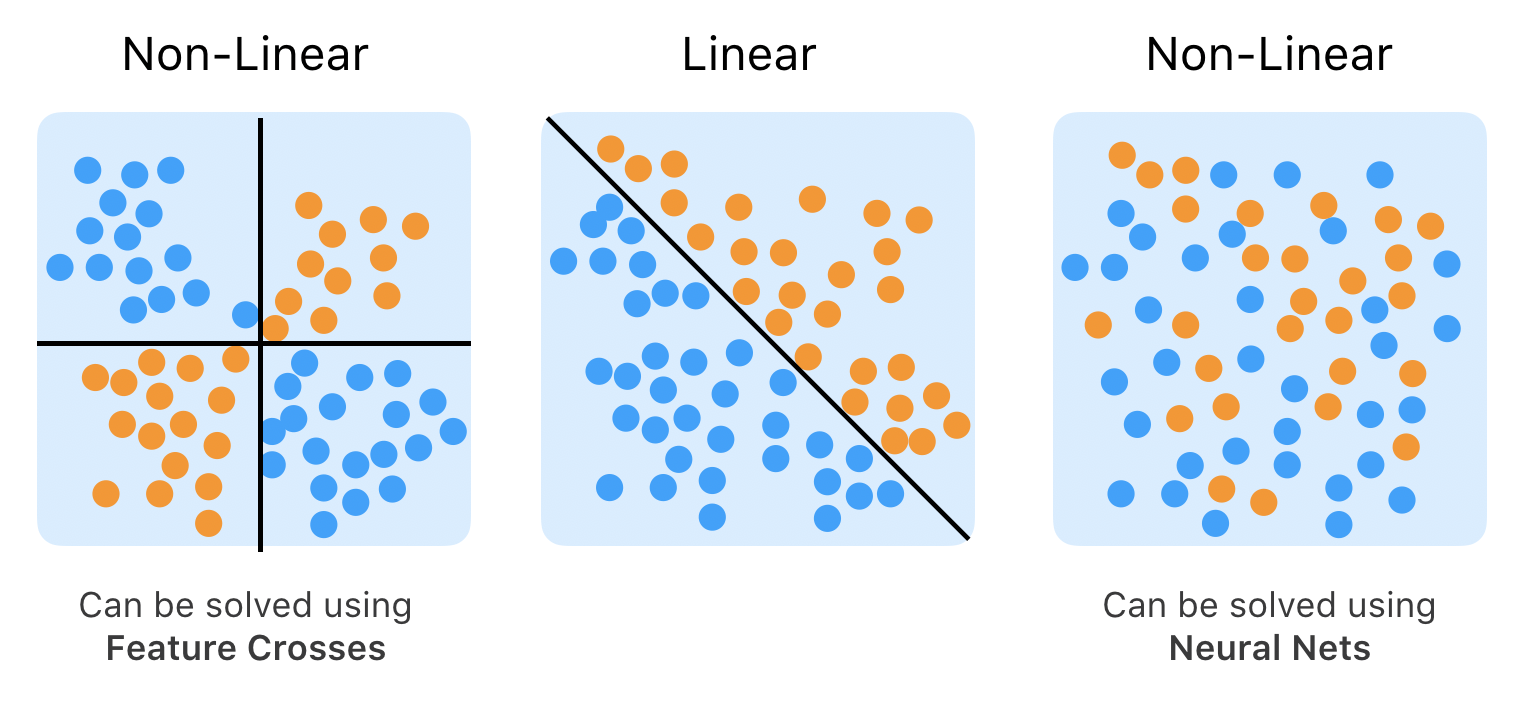 Non-Linear
Linear
Non-Linear
Can be solved using
Feature Crosses
Can be solved using
Neural Nets